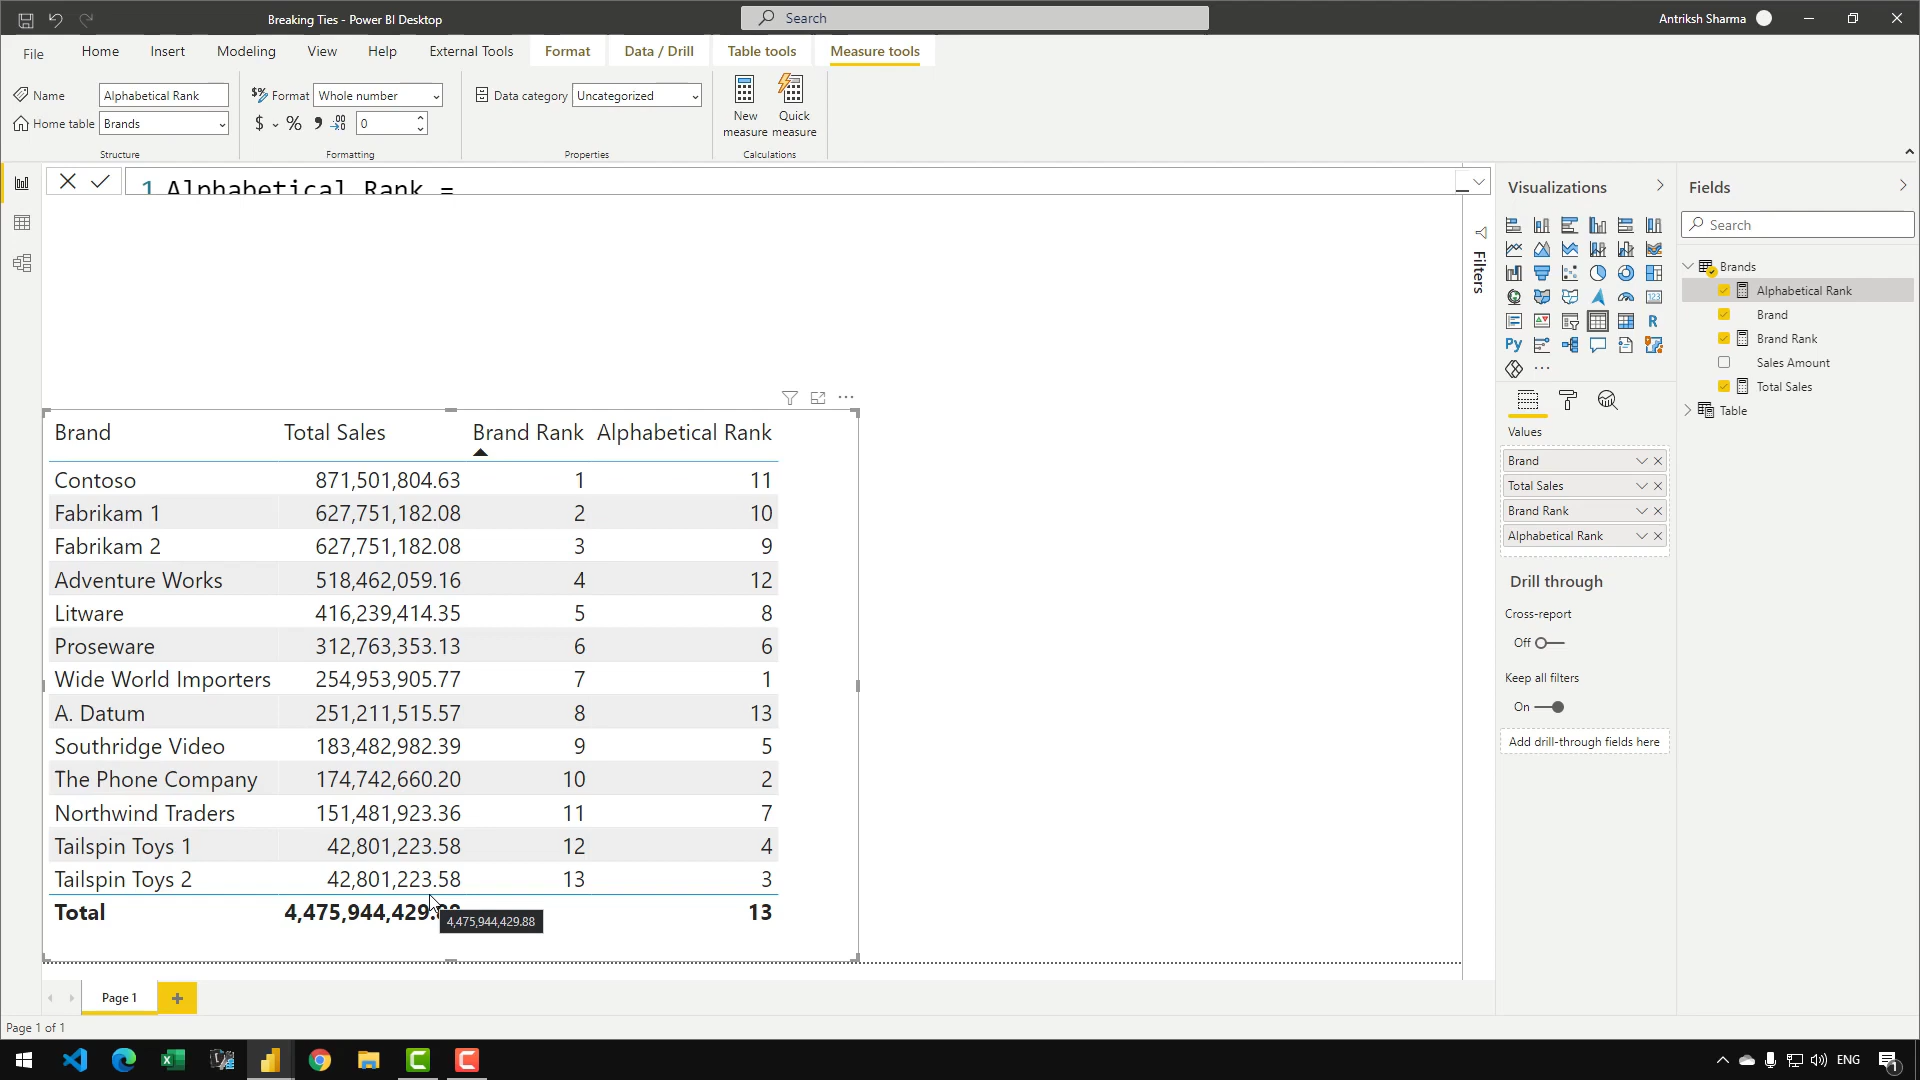 Breaking Ties - Power BI Desktop
Search
Antriksh Sharma
File
Home
Insert
Modeling
View
Help
External Tools
Format
Data / Drill
Table tools
Measure tools
Name
Alphabetical Rank
Home table
Brands
Structure
Format
Whole number
$
%
0
Formatting
Data category
Uncategorized
Properties
New measure
Quick measure
Calculations
1 Alphabetical Rank =
Filters
Brand Total Sales Brand Rank Alphabetical Rank
Contoso 871,501,804.63 1 11
Fabrikam 1 627,751,182.08 2 10
Fabrikam 2 627,751,182.08 3 9
Adventure Works 518,462,059.16 4 12
Litware 416,239,414.35 5 8
Proseware 312,763,353.13 6 6
Wide World Importers 254,953,905.77 7 1
A. Datum 251,211,515.57 8 13
Southridge Video 183,482,982.39 9 5
The Phone Company 174,742,660.20 10 2
Northwind Traders 151,481,923.36 11 7
Tailspin Toys 1 42,801,223.58 12 4
Tailspin Toys 2 42,801,223.58 13 3
Total 4,475,944,429.88 13
4,475,944,429.88
Visualizations
123
R
Py
Values
Brand
Total Sales
Brand Rank
Alphabetical Rank
Drill through
Cross-report
Off
Keep all filters
On
Add drill-through fields here
Fields
Search
Brands
Alphabetical Rank
Brand
Brand Rank
Sales Amount
Total Sales
Table
Page 1
Page 1 of 1
ENG
1